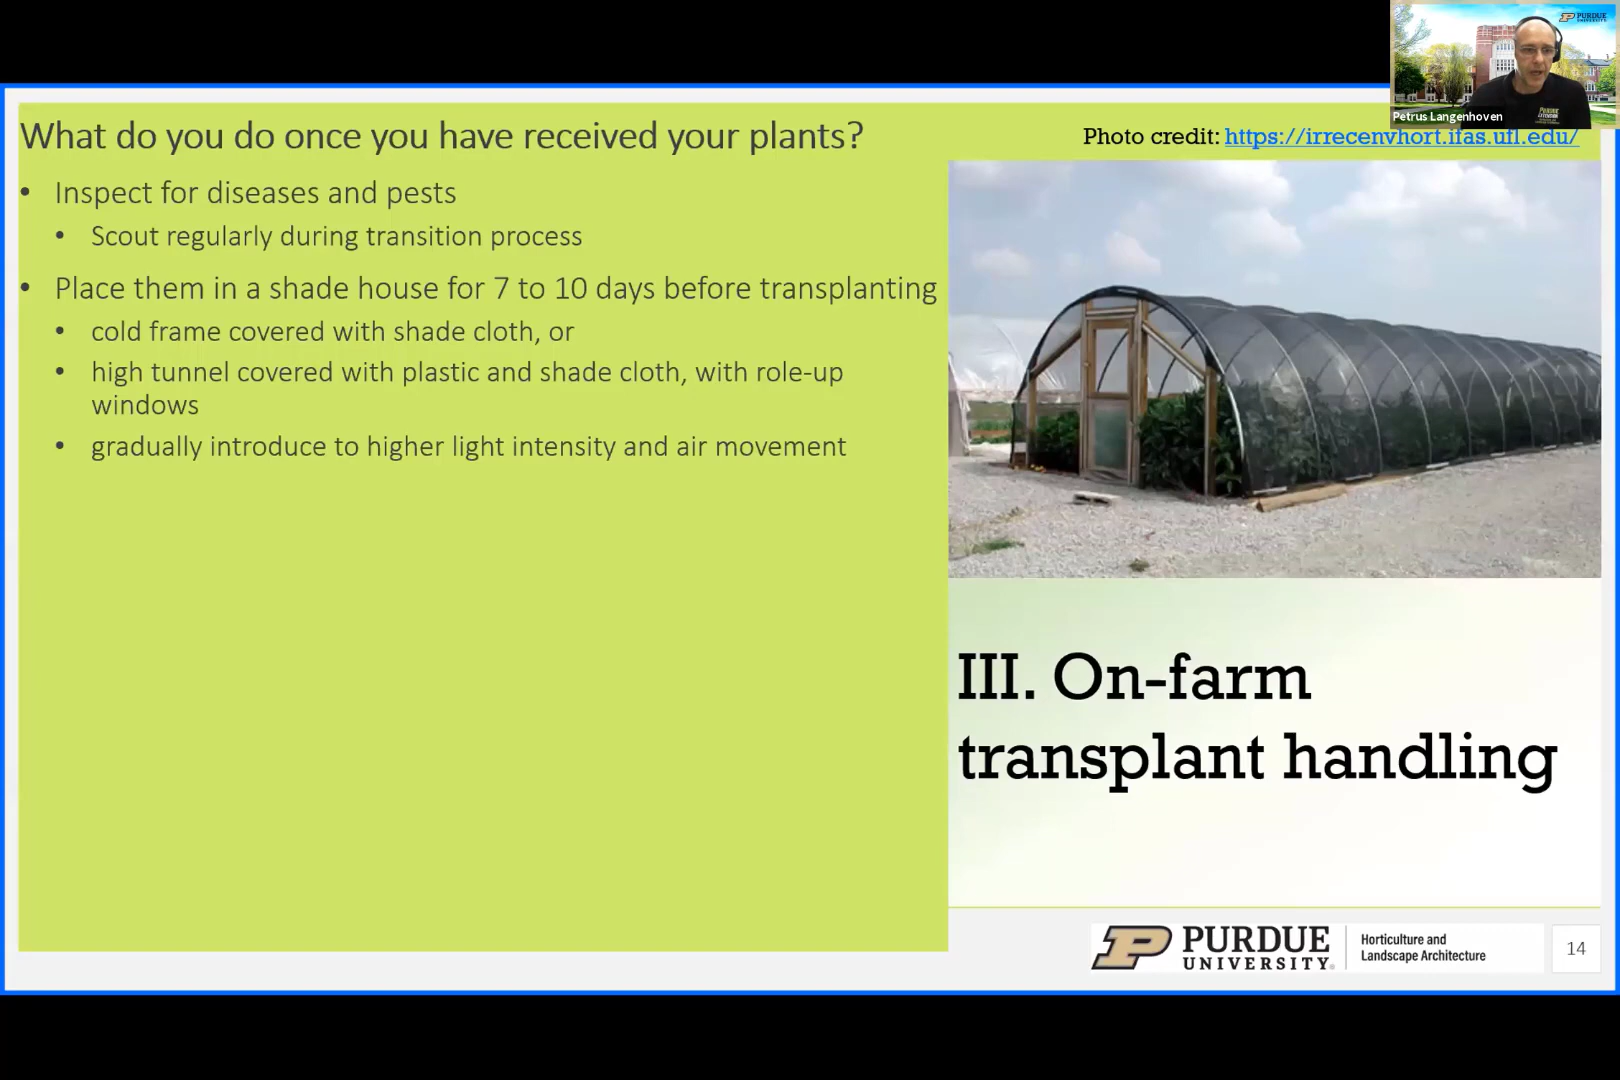 PURDUE
UNIVERSITY
Petrus Langenhoven
What do you do once you have received your plants?
Photo credit: https://irrecenvhort.ifas.ufl.edu/
• Inspect for diseases and pests
• Scout regularly during transition process
• Place them in a shade house for 7 to 10 days before transplanting
• cold frame covered with shade cloth, or
• high tunnel covered with plastic and shade cloth, with role-up
windows
• gradually introduce to higher light intensity and air movement
III. On-farm
transplant handling
PURDUE
UNIVERSITY®
Horticulture and
Landscape Architecture
14